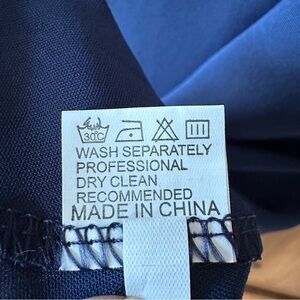 30℃
WASH SEPARATELY
PROFESSIONAL
DRY CLEAN
RECOMMENDED
MADE IN CHINA